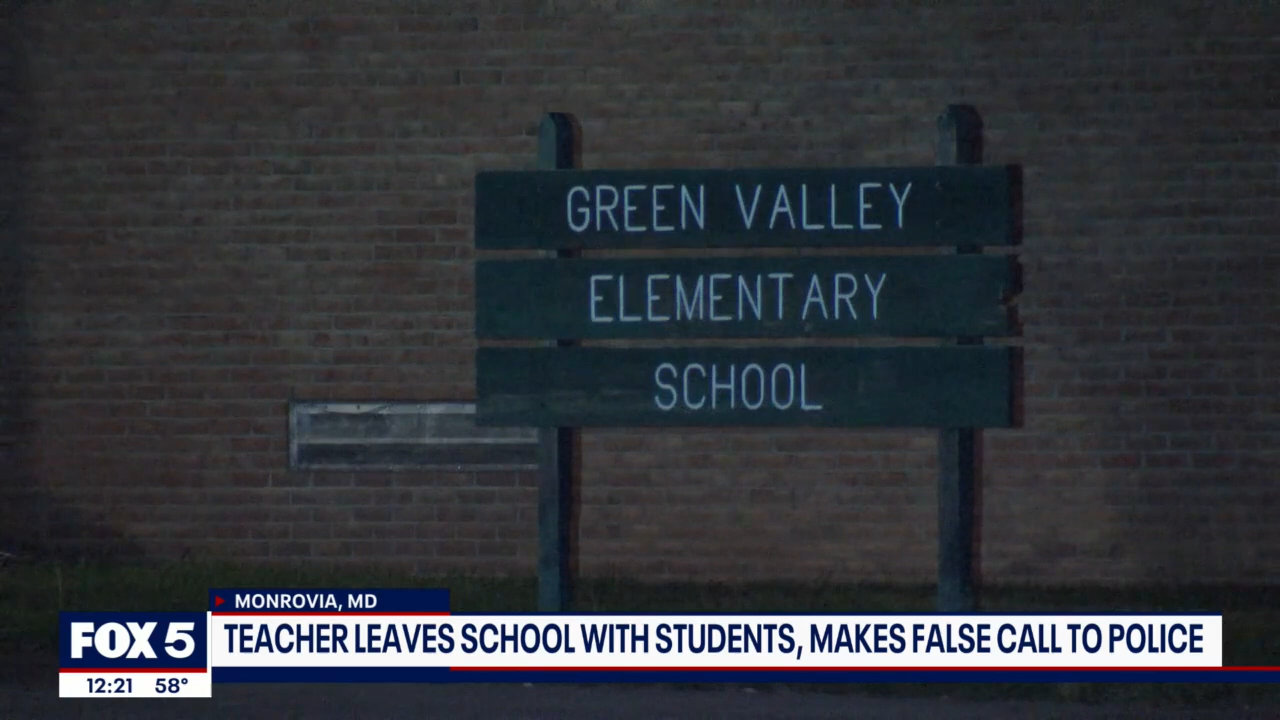 GREEN VALLEY
ELEMENTARY
SCHOOL
MONROVIA, MD
FOX 5
TEACHER LEAVES SCHOOL WITH STUDENTS, MAKES FALSE CALL TO POLICE
12:21 58°